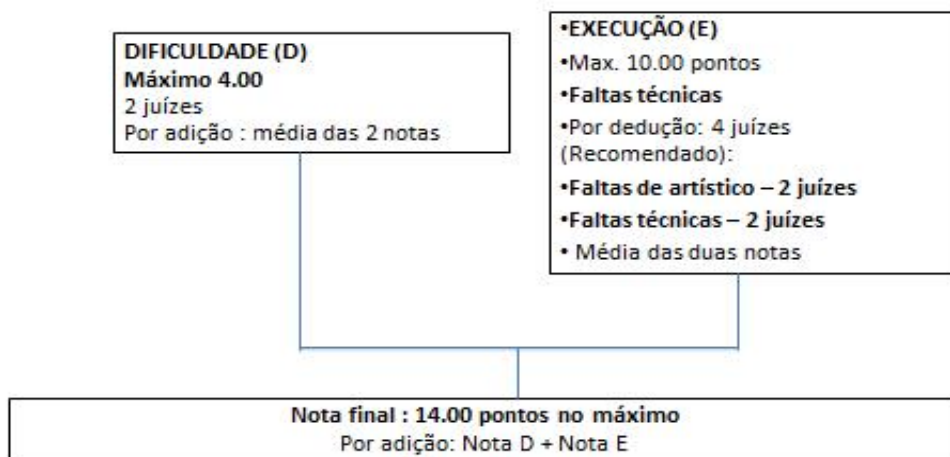 DIFICULDADE (D)
Máximo 4.00
2 juízes
Por adição : média das 2 notas
•EXECUÇÃO (E)
•Max. 10.00 pontos
•Faltas técnicas
•Por dedução: 4 juízes
(Recomendado):
•Faltas de artístico – 2 juízes
•Faltas técnicas – 2 juízes
• Média das duas notas
Nota final : 14.00 pontos no máximo
Por adição: Nota D + Nota E